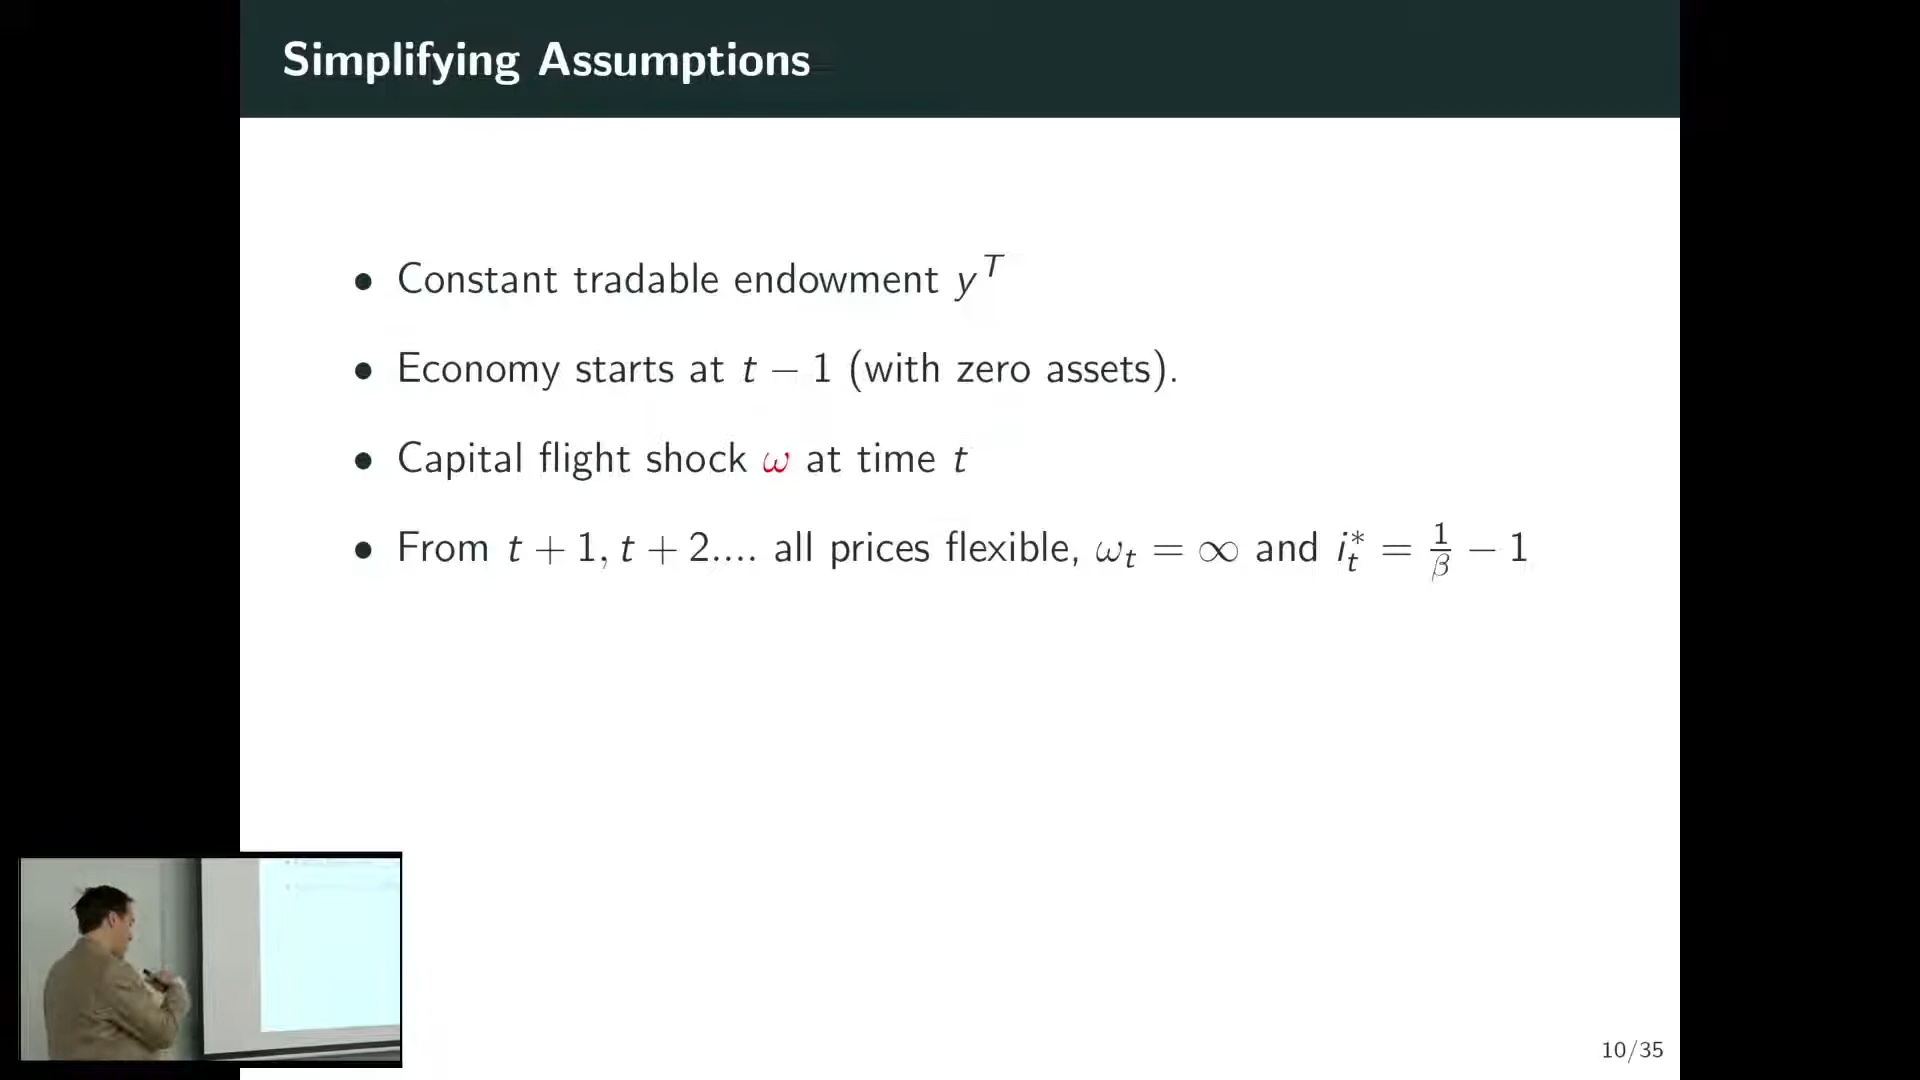 Simplifying Assumptions
• Constant tradable endowment y^T
• Economy starts at t − 1 (with zero assets).
• Capital flight shock ω at time t
• From t + 1, t + 2.... all prices flexible, ω_t = ∞ and i_t^* = 1/β − 1
10/35